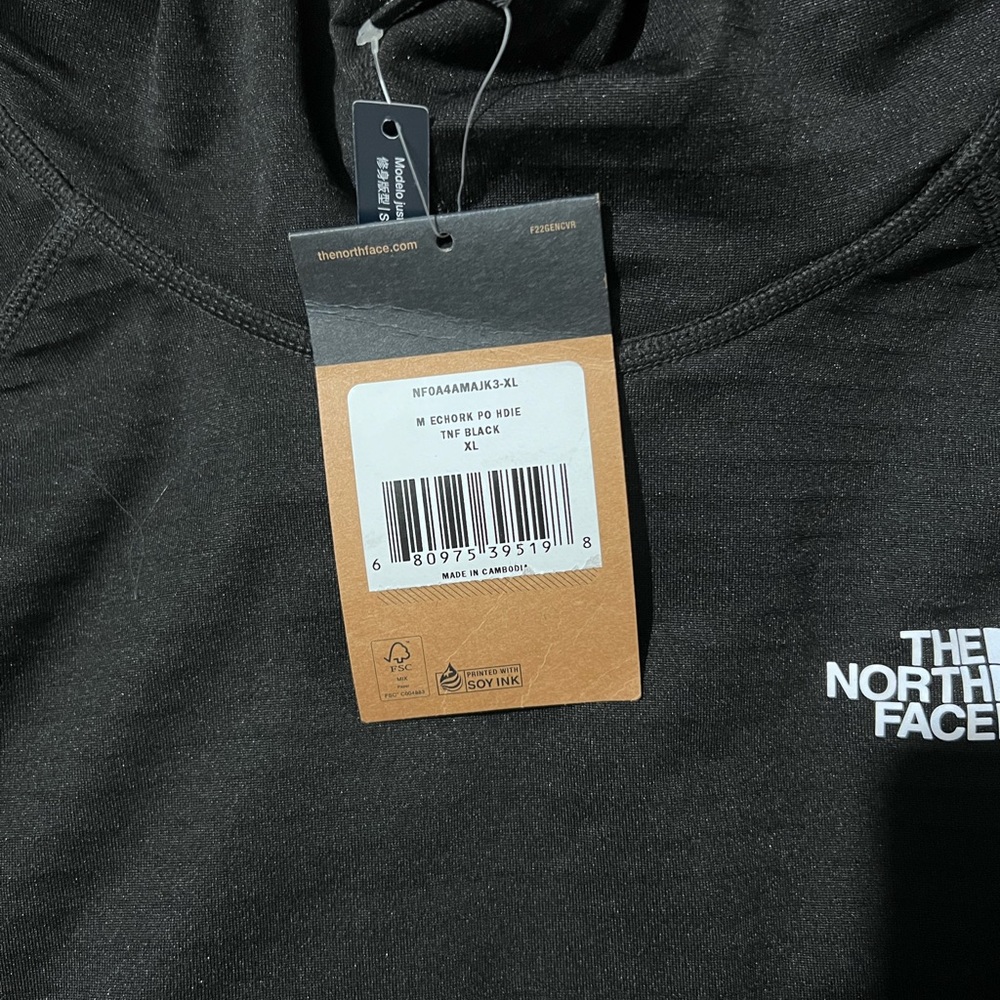 Modelo
修身版型 | S
thenorthface.com
F22GENCVR
NF0A4AMAJK3-XL
M ECHORK PO HDIE
TNF BLACK
XL
6 80975 39519 8
MADE IN CAMBODIA
FSC
MIX
Paper
PRINTED WITH
SOY INK
THE
NORTH
FACE